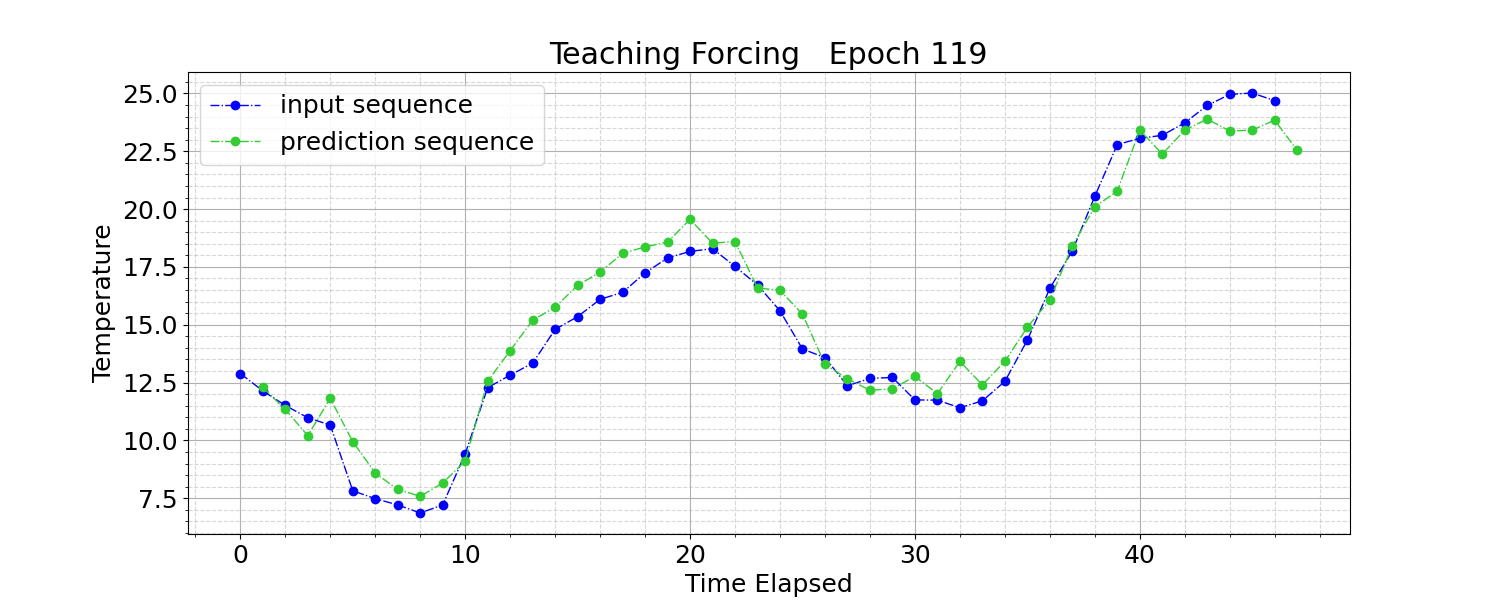 Teaching Forcing   Epoch 119
input sequence
prediction sequence
25.0
22.5
20.0
17.5
15.0
12.5
10.0
7.5
Temperature
0 10 20 30 40
Time Elapsed